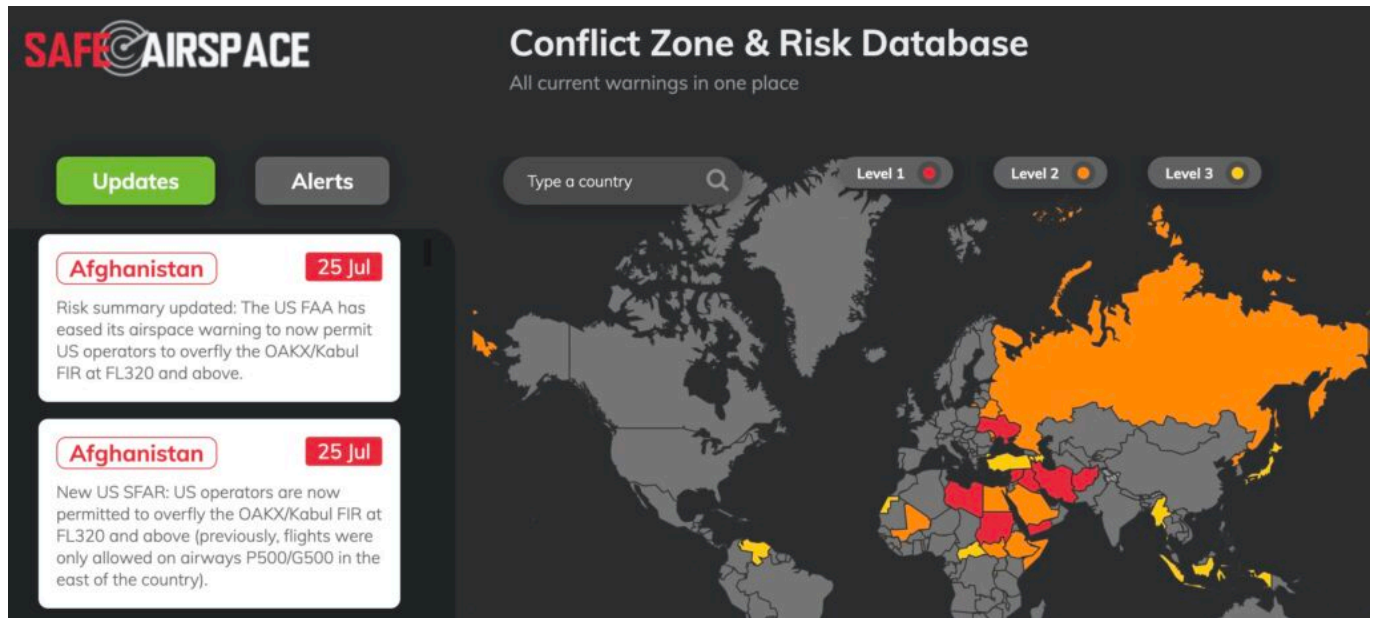 SAFE AIRSPACE
Conflict Zone & Risk Database
All current warnings in one place
Updates
Alerts
Type a country
Level 1
Level 2
Level 3
Afghanistan
25 Jul
Risk summary updated: The US FAA has
eased its airspace warning to now permit
US operators to overfly the OAKX/Kabul
FIR at FL320 and above.
Afghanistan
25 Jul
New US SFAR: US operators are now
permitted to overfly the OAKX/Kabul FIR at
FL320 and above (previously, flights were
only allowed on airways P500/G500 in the
east of the country).